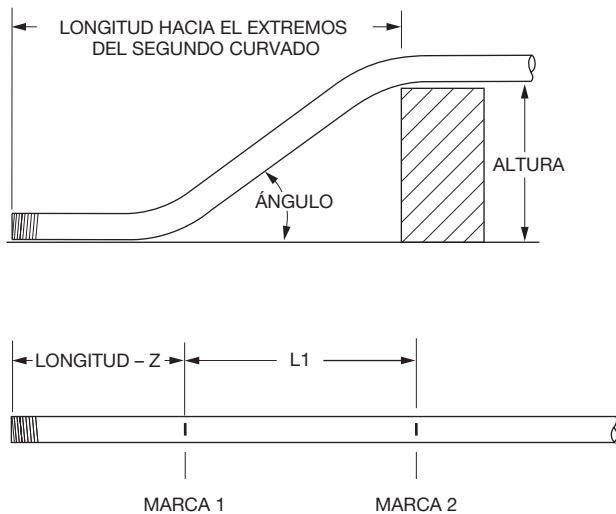 LONGITUD HACIA EL EXTREMOS
DEL SEGUNDO CURVADO
ALTURA
ÁNGULO
LONGITUD – Z
L1
MARCA 1
MARCA 2